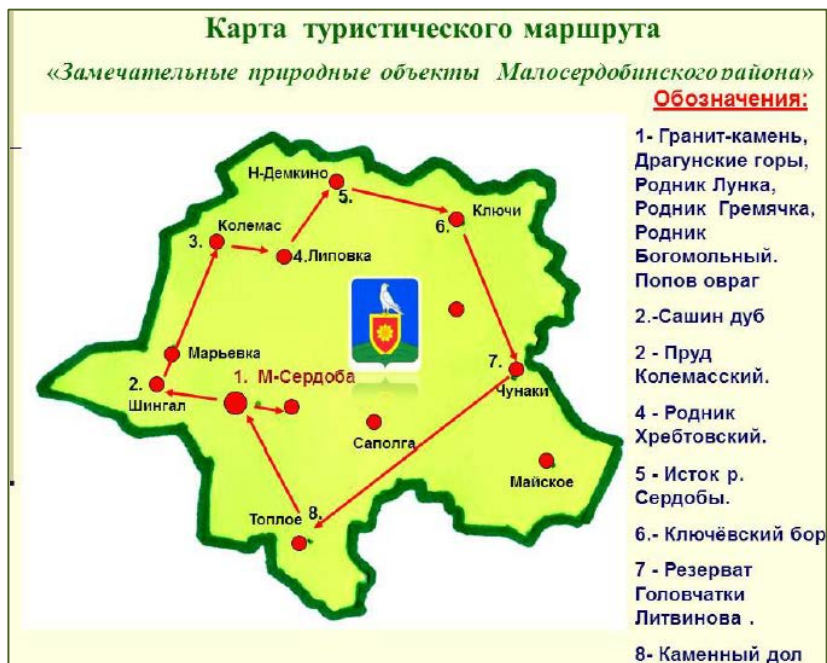 Карта туристического маршрута
«Замечательные природные объекты Малосердобинского района»
Обозначения:
1- Гранит-камень,
Драгунские горы,
Родник Лунка,
Родник Гремячка,
Родник
Богомольный.
Попов овраг
2.-Сашин дуб
2 - Пруд
Колемасский.
4 - Родник
Хребтовский.
5 - Исток р.
Сердобы.
6.- Ключёвский бор
7 - Резерват
Головчатки
Литвинова .
8- Каменный дол
Н-Демкино
5.
Ключи
6.
Колемас
3.
4.Липовка
Марьевка
2.
Шингал
1. М-Сердоба
7.
Чунаки
Саполга
Майское
Топлое 8.